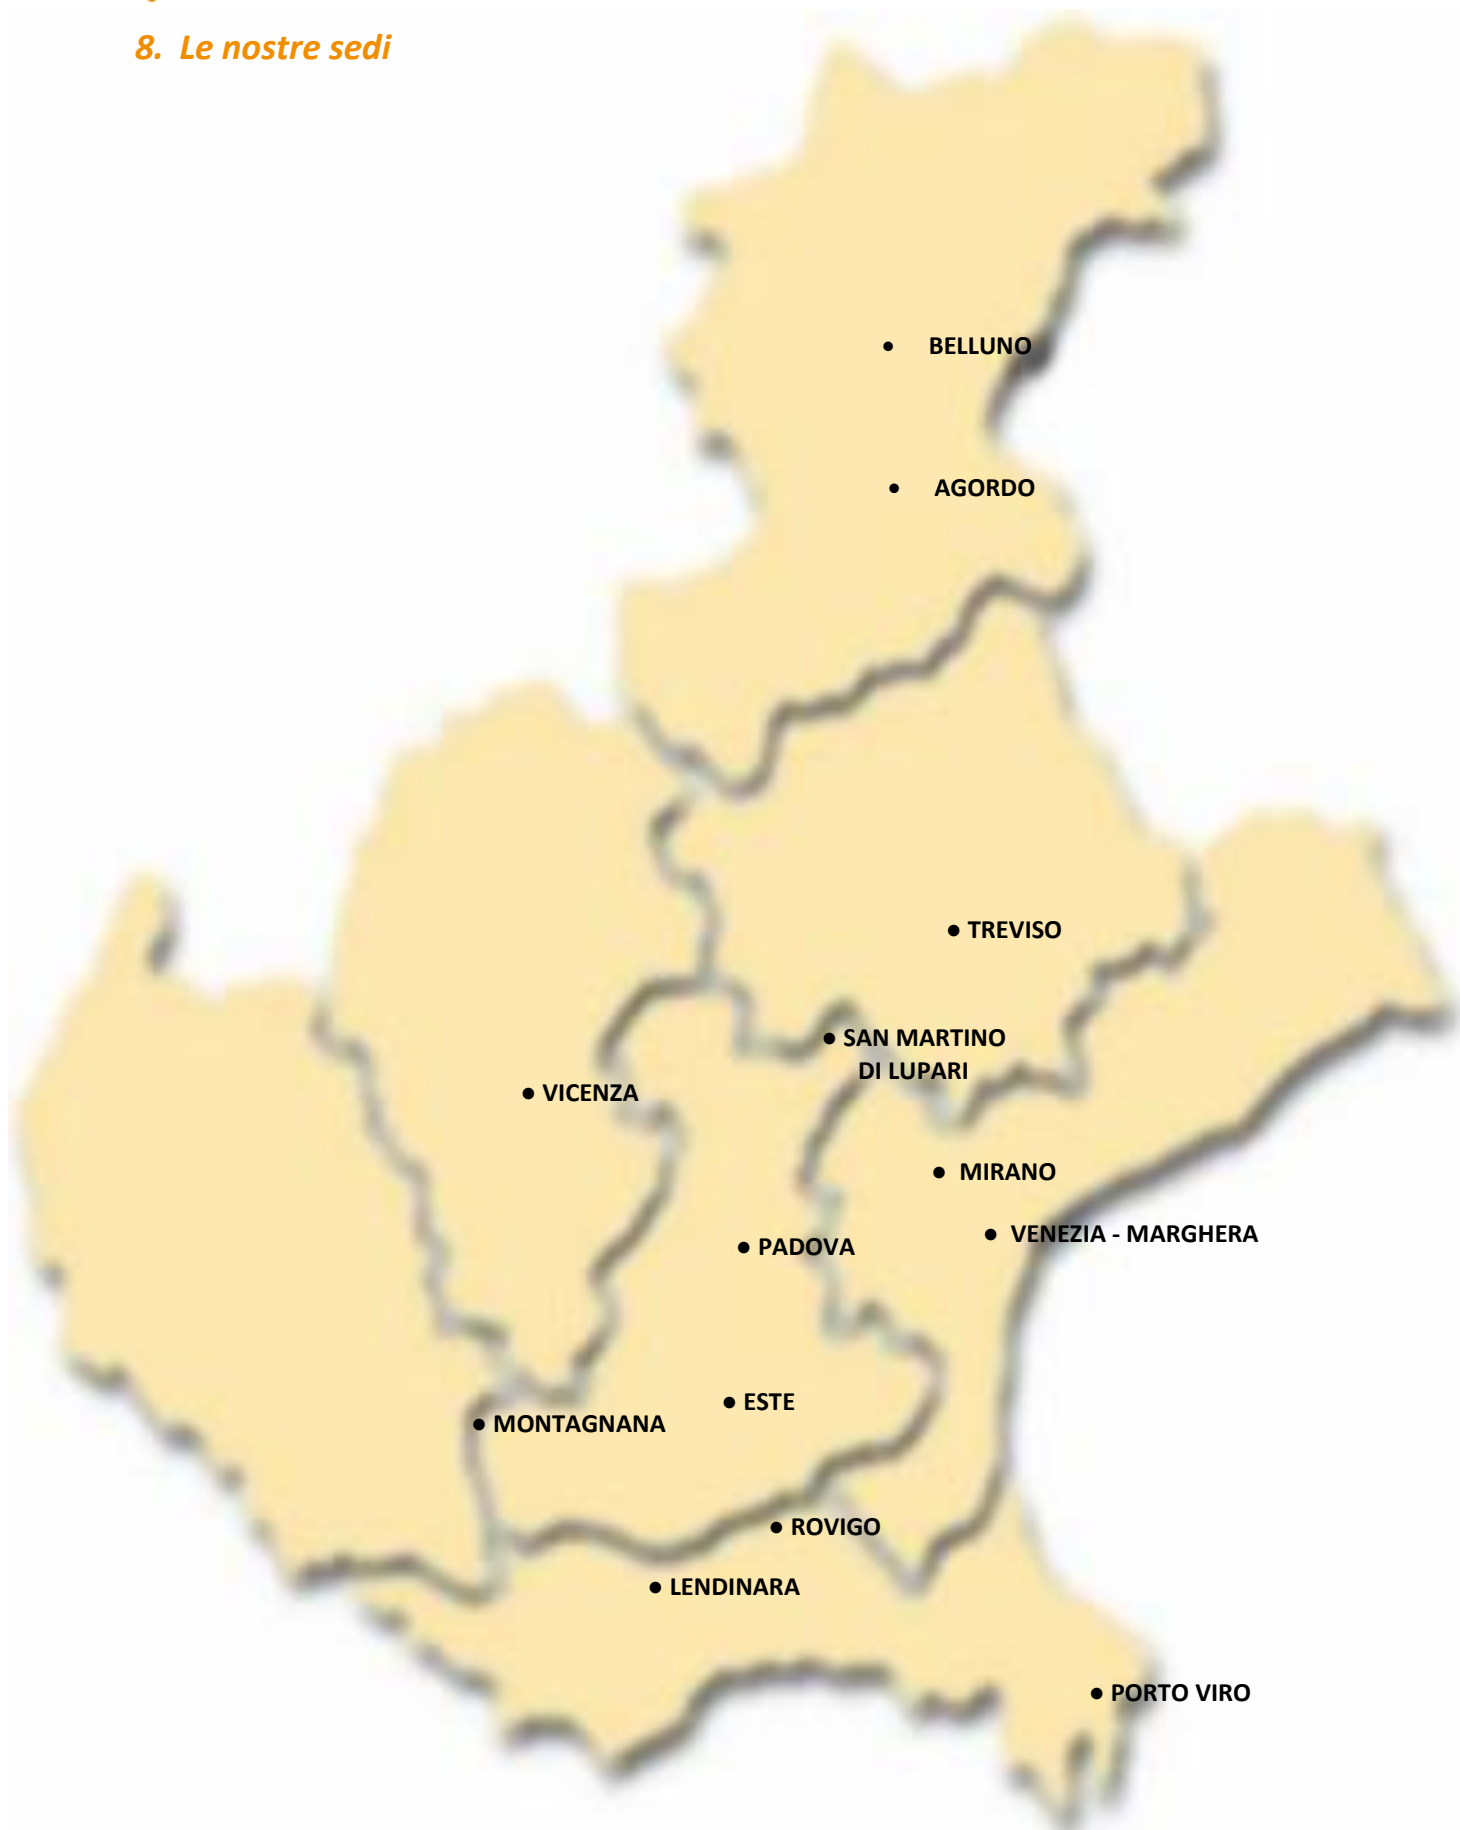 8. Le nostre sedi
• BELLUNO
• AGORDO
• TREVISO
• SAN MARTINO
DI LUPARI
• VICENZA
• MIRANO
• VENEZIA - MARGHERA
• PADOVA
• ESTE
• MONTAGNANA
• ROVIGO
• LENDINARA
• PORTO VIRO